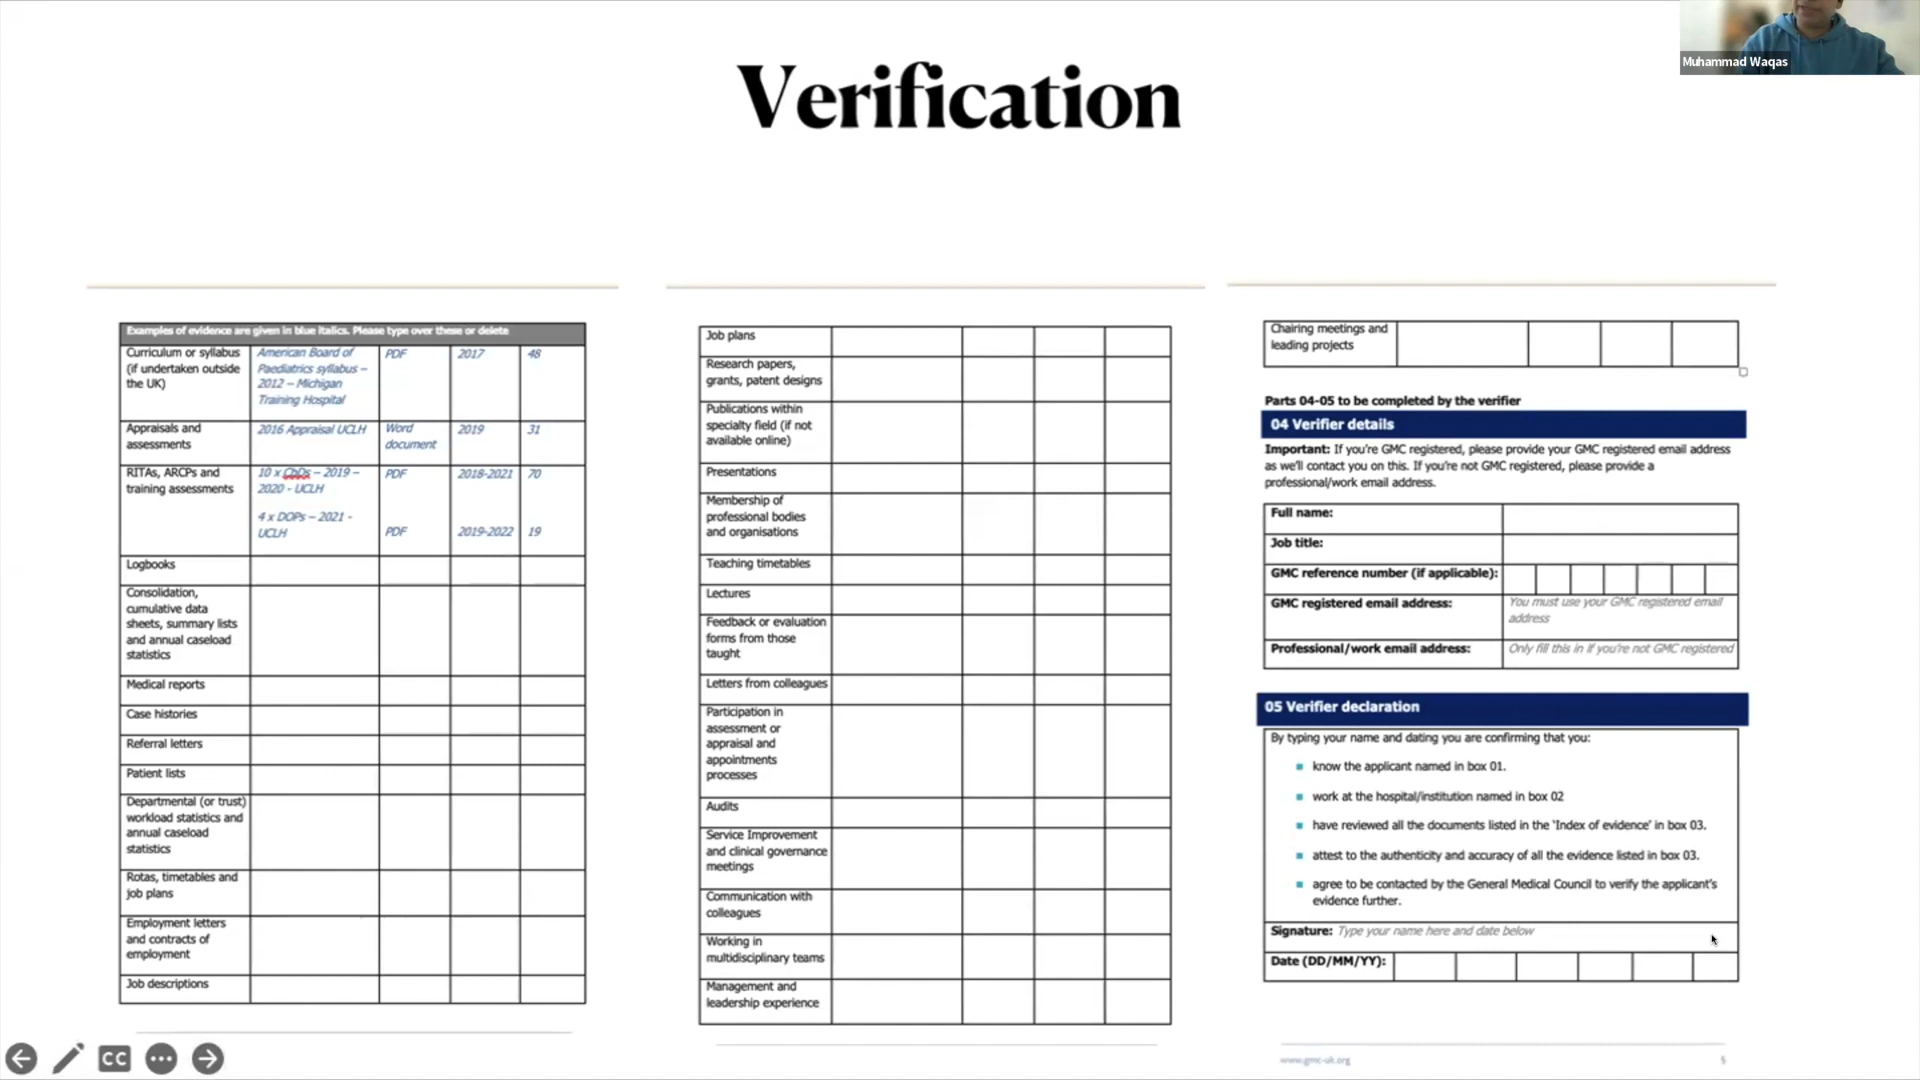 Muhammad Waqas
Verification
Examples of evidence are given in blue italics. Please type over these or delete
Curriculum or syllabus
(if undertaken outside
the UK)
American Board of
Paediatrics syllabus –
2012 – Michigan
Training Hospital
PDF
2017
48
Appraisals and
assessments
2016 Appraisal UCLH
Word
document
2019
31
RITAs, ARCPs and
training assessments
10 x CbDs – 2019 –
2020 - UCLH
PDF
2018-2021
70
4 x DOPs – 2021 -
UCLH
PDF
2019-2022
19
Logbooks
Consolidation,
cumulative data
sheets, summary lists
and annual caseload
statistics
Medical reports
Case histories
Referral letters
Patient lists
Departmental (or trust)
workload statistics and
annual caseload
statistics
Rotas, timetables and
job plans
Employment letters
and contracts of
employment
Job descriptions
Job plans
Research papers,
grants, patent designs
Publications within
specialty field (if not
available online)
Presentations
Membership of
professional bodies
and organisations
Teaching timetables
Lectures
Feedback or evaluation
forms from those
taught
Letters from colleagues
Participation in
assessment or
appraisal and
appointments
processes
Audits
Service Improvement
and clinical governance
meetings
Communication with
colleagues
Working in
multidisciplinary teams
Management and
leadership experience
Chairing meetings and
leading projects
Parts 04-05 to be completed by the verifier
04 Verifier details
Important: If you're GMC registered, please provide your GMC registered email address
as we'll contact you on this. If you're not GMC registered, please provide a
professional/work email address.
Full name:
Job title:
GMC reference number (if applicable):
GMC registered email address:
You must use your GMC registered email
address
Professional/work email address:
Only fill this in if you're not GMC registered
05 Verifier declaration
By typing your name and dating you are confirming that you:
know the applicant named in box 01.
work at the hospital/institution named in box 02
have reviewed all the documents listed in the 'Index of evidence' in box 03.
attest to the authenticity and accuracy of all the evidence listed in box 03.
agree to be contacted by the General Medical Council to verify the applicant's
evidence further.
Signature: Type your name here and date below
Date (DD/MM/YY):
www.gmc-uk.org
5
CC